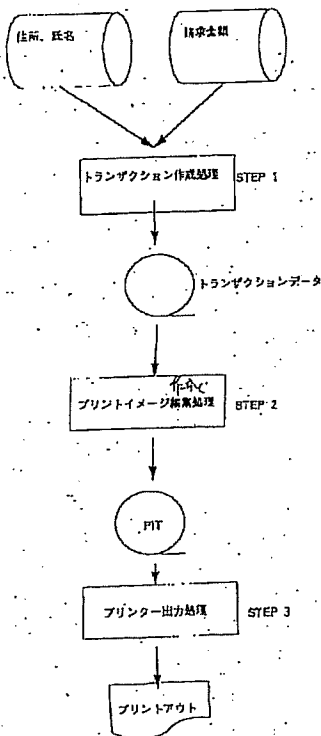 住所、氏名
請求金額
トランザクション作成処理 STEP 1
トランザクションデータ
プリントイメージ編集処理 STEP 2
PIT
プリンター出力処理 STEP 3
プリントアウト